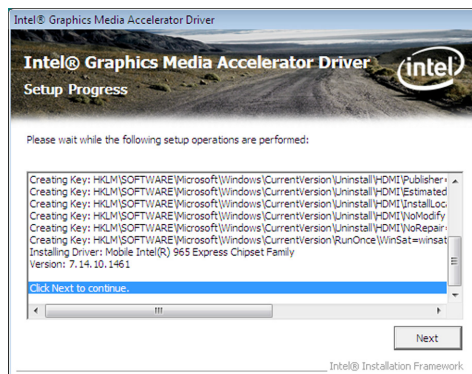 Intel® Graphics Media Accelerator Driver
Intel® Graphics Media Accelerator Driver
intel
Setup Progress
Please wait while the following setup operations are performed:
Creating Key: HKLM\SOFTWARE\Microsoft\Windows\CurrentVersion\Uninstall\HDMI\Publisher=
Creating Key: HKLM\SOFTWARE\Microsoft\Windows\CurrentVersion\Uninstall\HDMI\Estimated
Creating Key: HKLM\SOFTWARE\Microsoft\Windows\CurrentVersion\Uninstall\HDMI\InstallLoca
Creating Key: HKLM\SOFTWARE\Microsoft\Windows\CurrentVersion\Uninstall\HDMI\NoModify
Creating Key: HKLM\SOFTWARE\Microsoft\Windows\CurrentVersion\Uninstall\HDMI\NoRepair=
Creating Key: HKLM\SOFTWARE\Microsoft\Windows\CurrentVersion\RunOnce\WinSat=winsat
Installing Driver: Mobile Intel(R) 965 Express Chipset Family
Version: 7.14.10.1461
Click Next to continue.
Next
Intel® Installation Framework